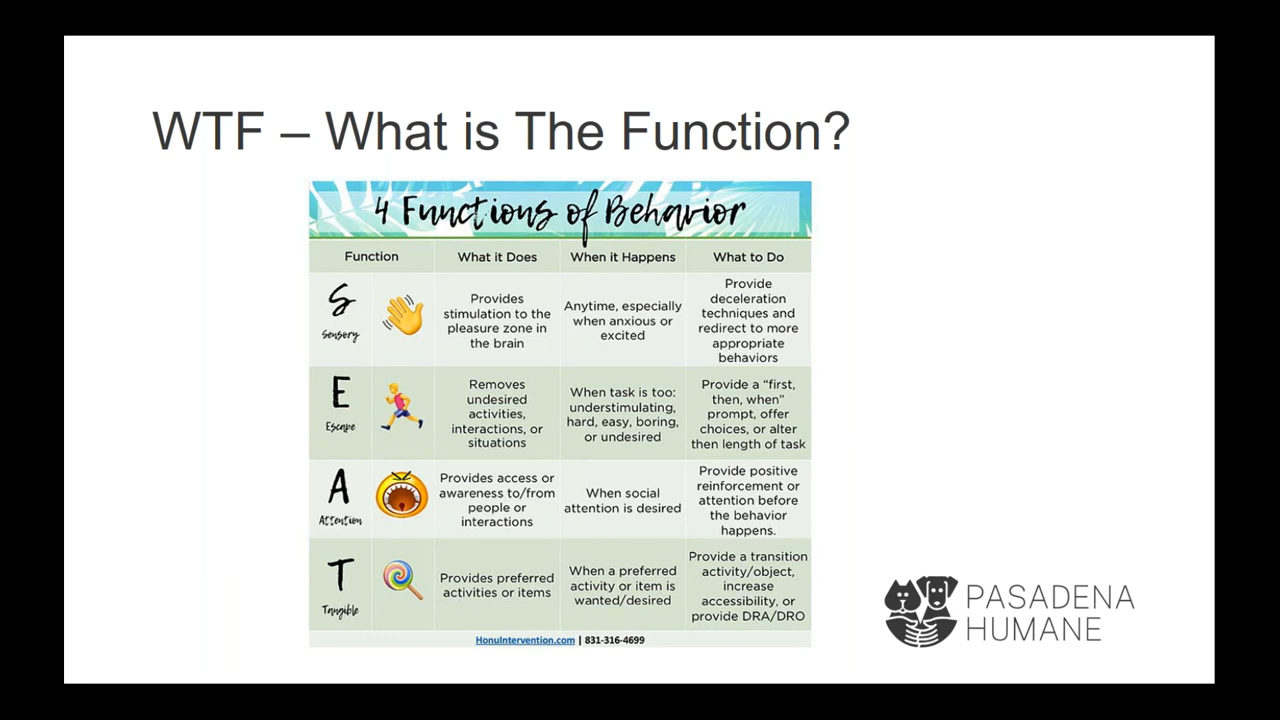 WTF – What is The Function?
4 Functions of Behavior
Function
What it Does
When it Happens
What to Do
S
Sensory
Provides
stimulation to the
pleasure zone in
the brain
Anytime, especially
when anxious or
excited
Provide
deceleration
techniques and
redirect to more
appropriate
behaviors
E
Escape
Removes
undesired
activities,
interactions, or
situations
When task is too:
understimulating,
hard, easy, boring,
or undesired
Provide a “first,
then, when”
prompt, offer
choices, or alter
then length of task
A
Attention
Provides access or
awareness to/from
people or
interactions
When social
attention is desired
Provide positive
reinforcement or
attention before
the behavior
happens.
T
Tangible
Provides preferred
activities or items
When a preferred
activity or item is
wanted/desired
Provide a transition
activity/object,
increase
accessibility, or
provide DRA/DRO
HonuIntervention.com | 831-316-4699
PASADENA
HUMANE